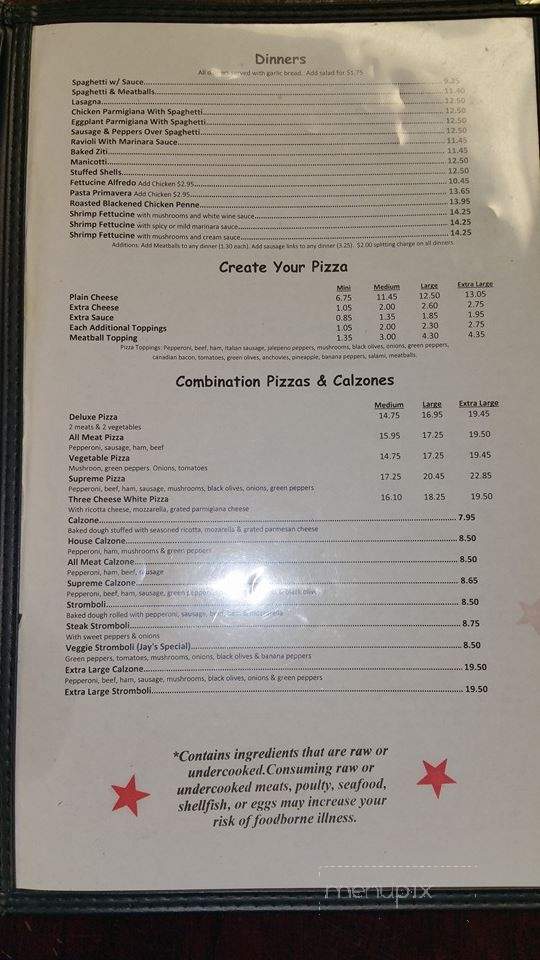 Dinners
All served with gardlic bread. Add salad for $1.75
Spaghetti w/ Sauce 9.35
Spaghetti & Meatballs 11.40
Lasagna 12.50
Chicken Parmigiana With Spaghetti 12.50
Eggplant Parmigiana With Spaghetti 12.50
Sausage & Peppers Over Spaghetti 12.50
Ravioli With Marinara Sauce 11.45
Baked Ziti 11.45
Manicotti 12.50
Stuffed Shells 12.50
Fettucine Alfredo Add Chicken $2.95 10.45
Pasta Primavera Add Chicken $2.95 13.65
Roasted Blackened Chicken Penne 13.95
Shrimp Fettucine with mushrooms and white wine sauce 14.25
Shrimp Fettucine with spicy or mild marinara sauce 14.25
Shrimp Fettucine with mushrooms and cream sauce 14.25
Additions: Add Meatballs to any dinner (1.30 each). Add sausage links to any dinner (3.25). $2.00 splitting charge on all dinners.
Create Your Pizza
Mini Medium Large Extra Large
Plain Cheese 6.75 11.45 12.50 13.05
Extra Cheese 1.05 2.00 2.60 2.75
Extra Sauce 0.85 1.35 1.85 1.95
Each Additional Toppings 1.05 2.00 2.30 2.75
Meatball Topping 1.35 3.00 4.30 4.35
Pizza Toppings: Pepperoni, beef, ham, Italian sausage, jalepeno peppers, mushrooms, black olives, onions, green peppers,
canadian bacon, tomatoes, green olives, anchovies, pineapple, banana peppers, salami, meatballs.
Combination Pizzas & Calzones
Medium Large Extra Large
Deluxe Pizza 14.75 16.95 19.45
2 meats & 2 vegetables
All Meat Pizza 15.95 17.25 19.50
Pepperoni, sausage, ham, beef
Vegetable Pizza 14.75 17.25 19.45
Mushroon, green peppers. Onions, tomatoes
Supreme Pizza 17.25 20.45 22.85
Pepperoni, beef, ham, sausage, mushrooms, black olives, onions, green peppers
Three Cheese White Pizza 16.10 18.25 19.50
With ricotta cheese, mozzarella, grated parmigiana cheese
Calzone 7.95
Baked dough stuffed with seasoned ricotta, mozarella & grated parmesan cheese
House Calzone 8.50
Pepperoni, ham, mushrooms & green peppers
All Meat Calzone 8.50
Pepperoni, ham, beef, sausage
Supreme Calzone 8.65
Pepperoni, beef, ham, sausage, green & black olive
Stromboli 8.50
Baked dough rolled with pepperoni, sausage, & mozzarella
Steak Stromboli 8.75
With sweet peppers & onions
Veggie Stromboli (Jay's Special) 8.50
Green peppers, tomatoes, mushrooms, onions, black olives & banana peppers
Extra Large Calzone 19.50
Pepperoni, beef, ham, sausage, mushrooms, black olives, onions & green peppers
Extra Large Stromboli 19.50
*Contains ingredients that are raw or
undercooked.Consuming raw or
undercooked meats, poulty, seafood,
shellfish, or eggs may increase your
risk of foodborne illness.
menupix